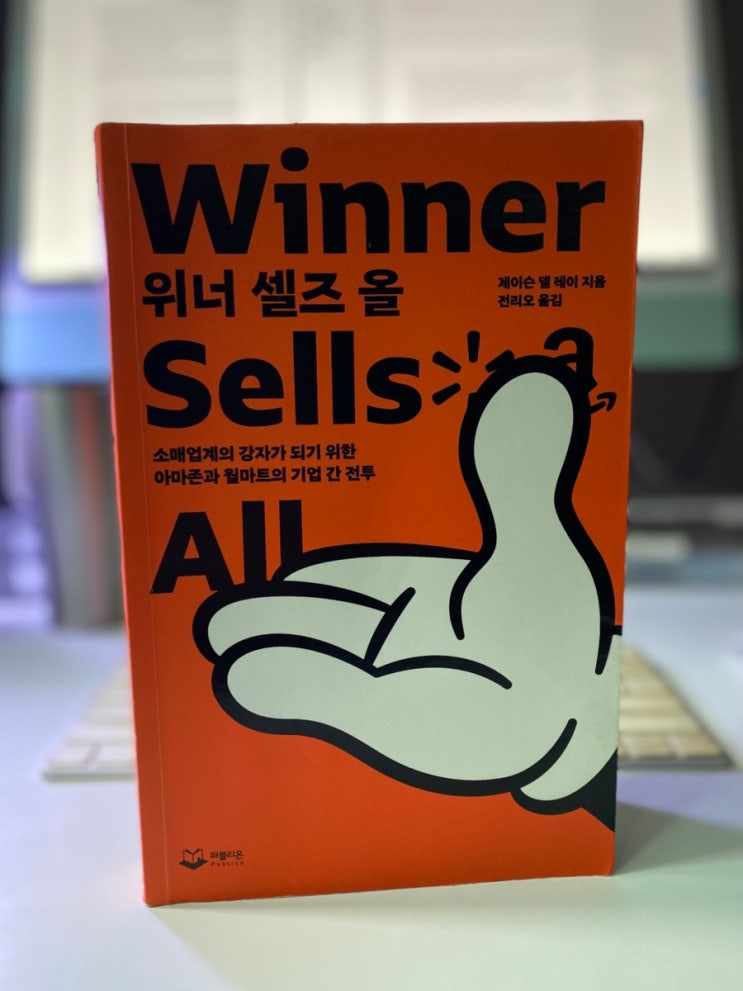 Winner
위너 셀즈 올
제이슨 델 레이 지음
전리오 옮김
Sells
a
소매업계의 강자가 되기 위한
아마존과 월마트의 기업 간 전투
All
퍼블리온
Publion